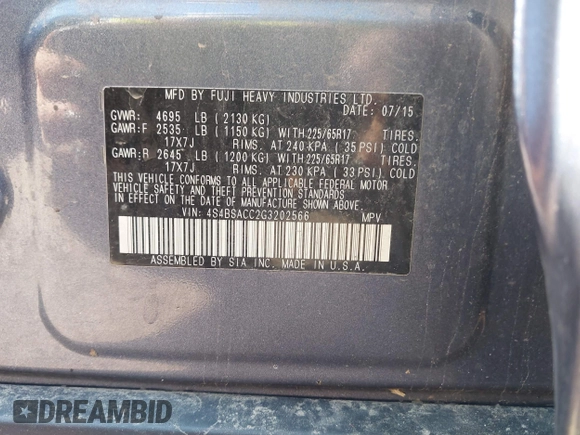 MFD BY FUJI HEAVY INDUSTRIES LTD.
DATE: 07/15
GVWR: 4695 LB ( 2130 KG)
GAWR:F 2535 LB ( 1150 KG) WITH 225/65R17 TIRES.
17X7J RIMS. AT 240 KPA ( 35 PSI) COLD
GAWR:R 2645 LB ( 1200 KG) WITH 225/65R17 TIRES.
17X7J RIMS. AT 230 KPA ( 33 PSI) COLD
THIS VEHICLE CONFORMS TO ALL APPLICABLE FEDERAL MOTOR
VEHICLE SAFETY AND THEFT PREVENTION STANDARDS
IN EFFECT ON THE DATE OF MANUFACTURE SHOWN ABOVE.
VIN: 4S4BSACC2G3202566 MPV
ASSEMBLED BY SIA INC. MADE IN U.S.A.
DREAMBID